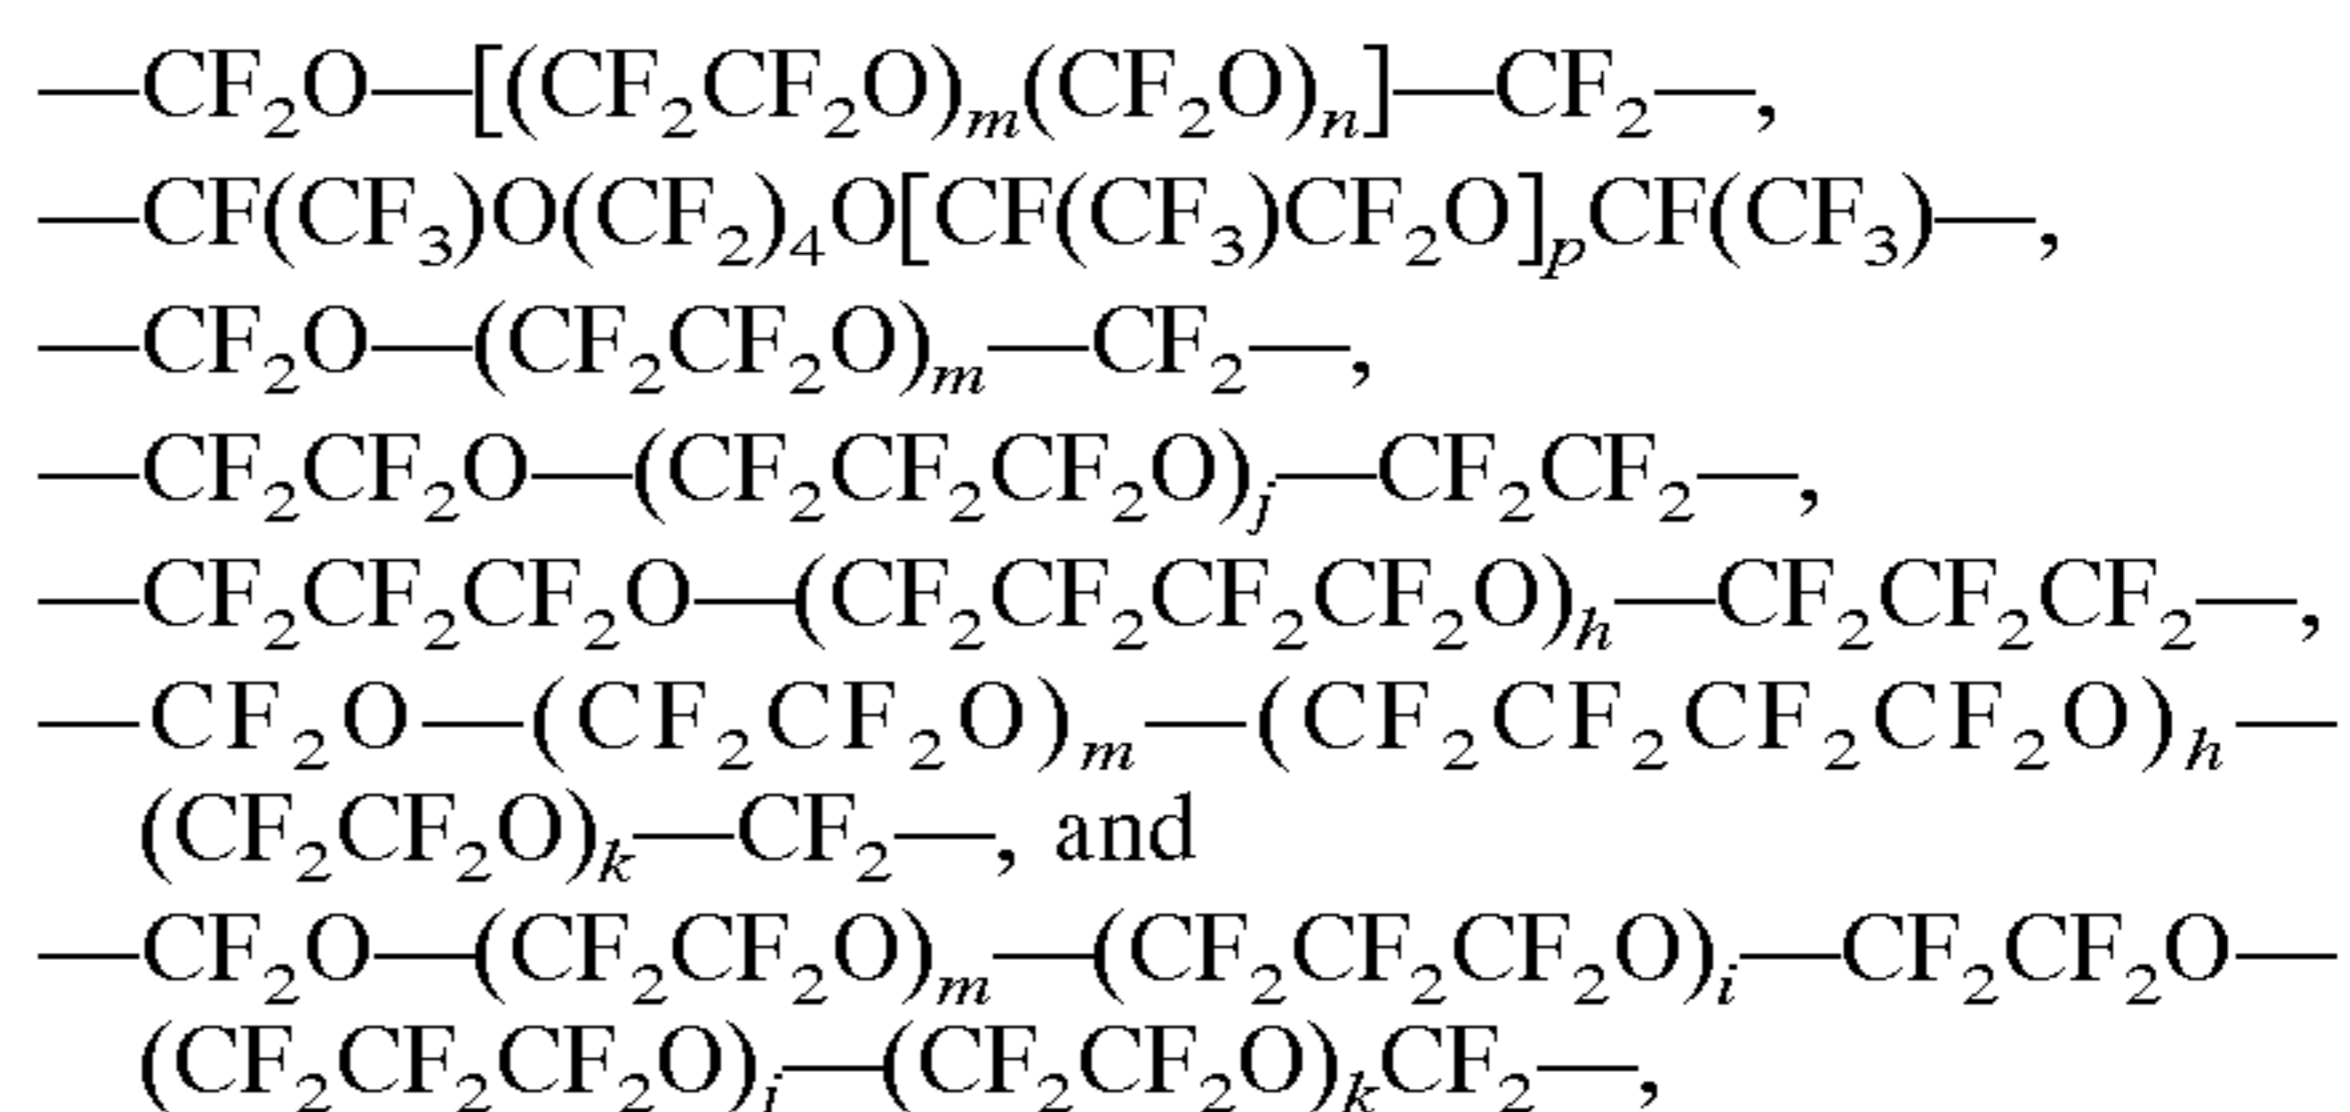 —CF₂O—[(CF₂CF₂O)ₘ(CF₂O)ₙ]—CF₂—,
—CF(CF₃)O(CF₂)₄O[CF(CF₃)CF₂O]ₚCF(CF₃)—,
—CF₂O—(CF₂CF₂O)ₘ—CF₂—,
—CF₂CF₂O—(CF₂CF₂CF₂O)ⱼ—CF₂CF₂—,
—CF₂CF₂CF₂O—(CF₂CF₂CF₂CF₂O)ₕ—CF₂CF₂CF₂—,
—CF₂O—(CF₂CF₂O)ₘ—(CF₂CF₂CF₂CF₂O)ₕ—
(CF₂CF₂O)ₖ—CF₂—, and
—CF₂O—(CF₂CF₂O)ₘ—(CF₂CF₂CF₂O)ᵢ—CF₂CF₂O—
(CF₂CF₂CF₂O)ᵢ—(CF₂CF₂O)ₖCF₂—,